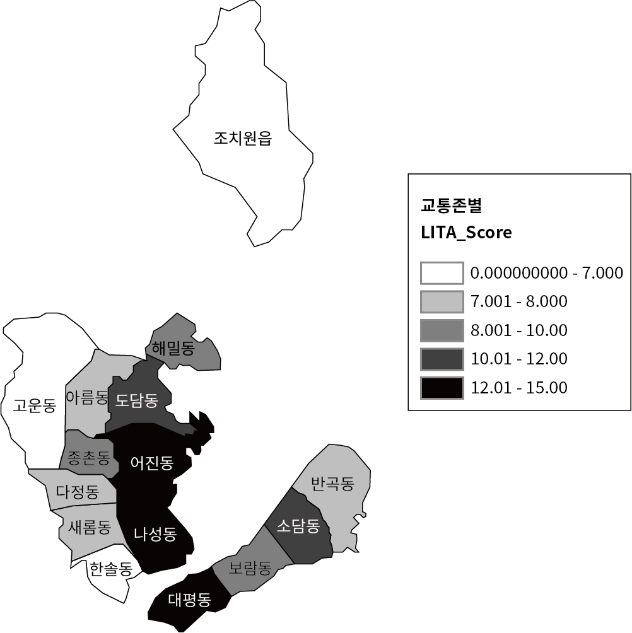 조치원읍
교통존별
LITA_Score
0.000000000 - 7.000
7.001 - 8.000
8.001 - 10.00
10.01 - 12.00
12.01 - 15.00
해밀동
고운동
아름동
도담동
종촌동
어진동
다정동
반곡동
새롬동
나성동
소담동
한솔동
보람동
대평동